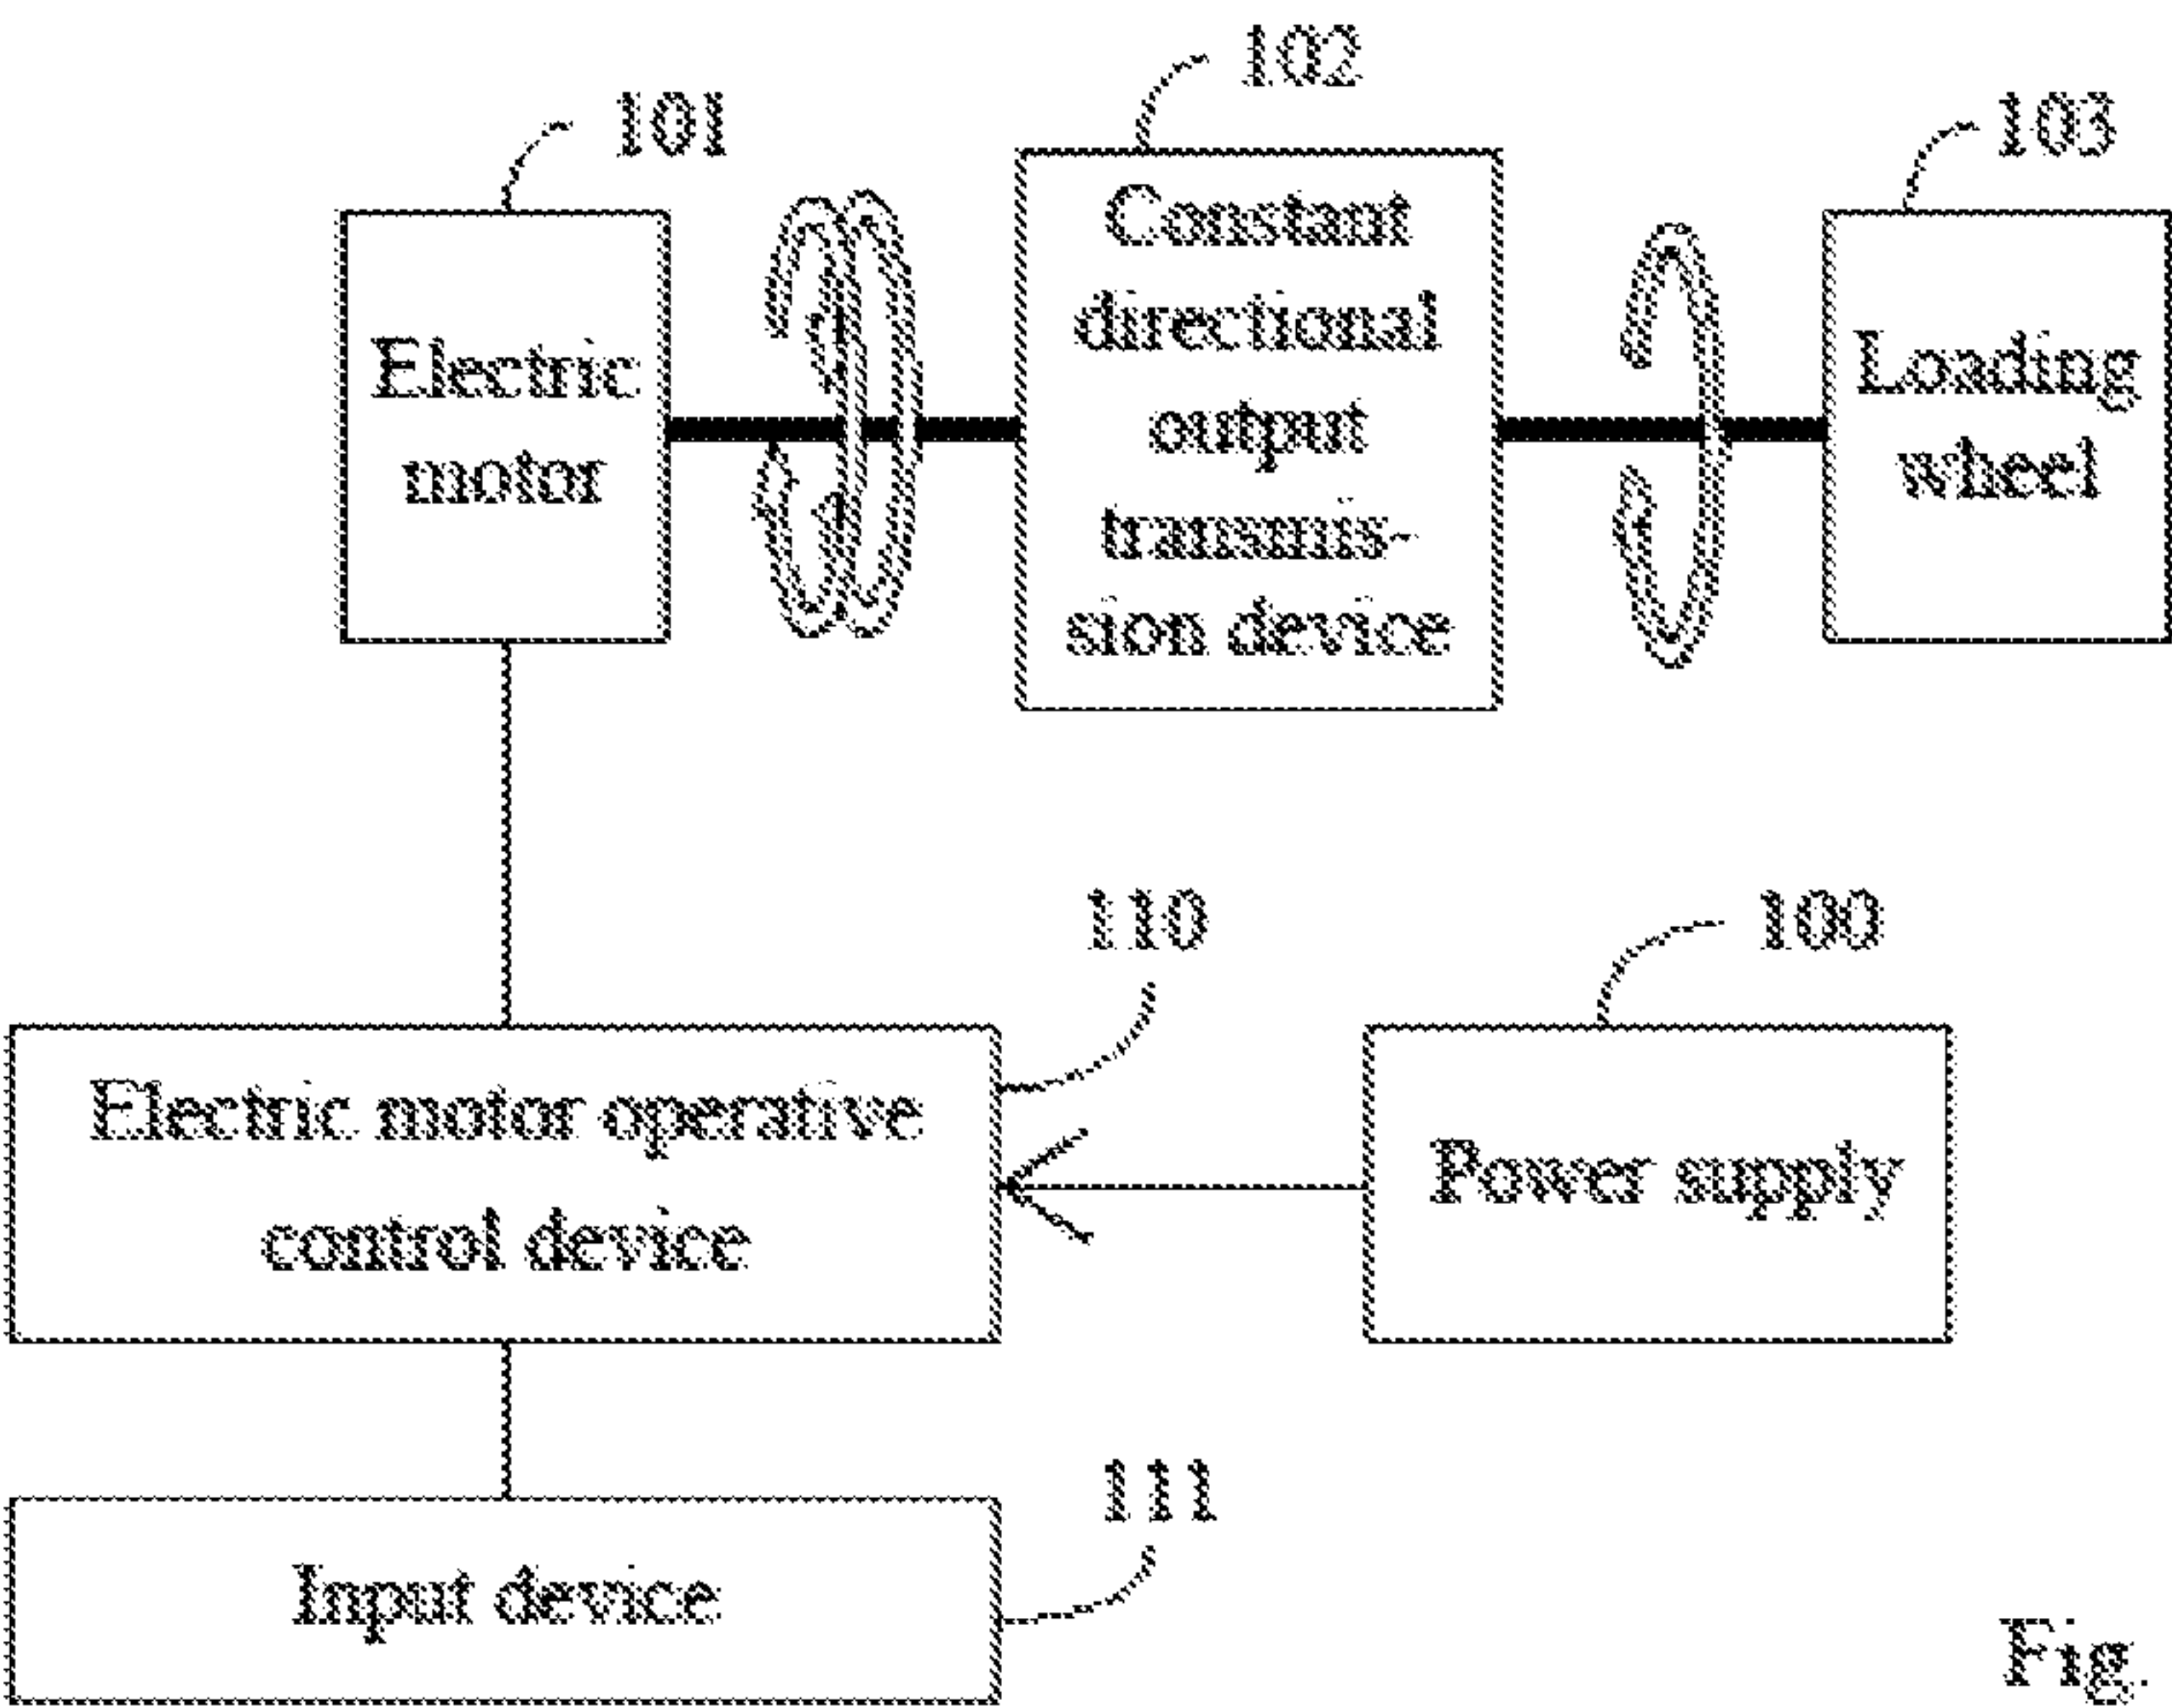 102
101
103
Constant
directional
output
transmis-
sion device
Electric
motor
Loading
wheel
110
100
Electric motor operative
control device
Power supply
111
Input device
Fig.